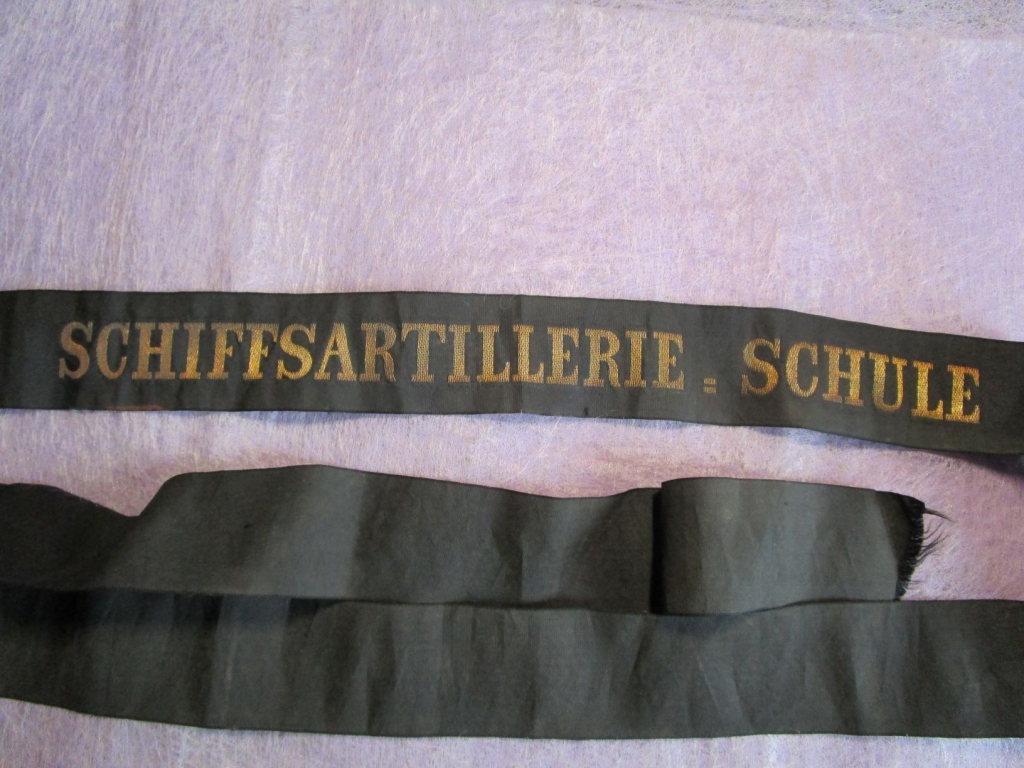 SCHIFFSARTILLERIE = SCHULE